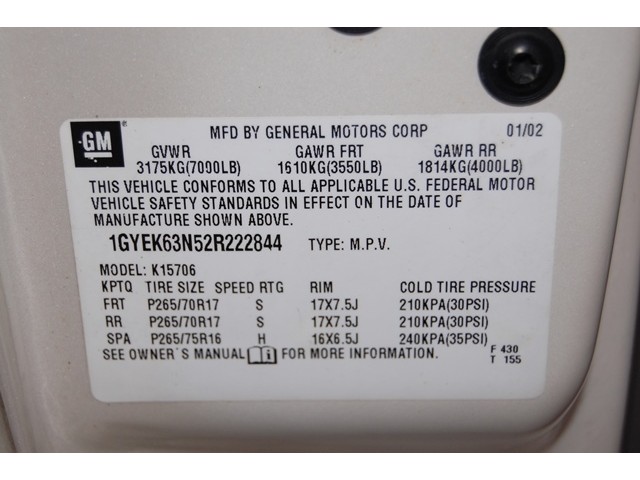 GM ® MFD BY GENERAL MOTORS CORP 01/02
GVWR GAWR FRT GAWR RR
3175KG(7000LB) 1610KG(3550LB) 1814KG(4000LB)
THIS VEHICLE CONFORMS TO ALL APPLICABLE U.S. FEDERAL MOTOR
VEHICLE SAFETY STANDARDS IN EFFECT ON THE DATE OF
MANUFACTURE SHOWN ABOVE.
1GYEK63N52R222844 TYPE: M.P.V.
MODEL: K15706
KPTQ TIRE SIZE SPEED RTG RIM COLD TIRE PRESSURE
FRT P265/70R17 S 17X7.5J 210KPA(30PSI)
RR P265/70R17 S 17X7.5J 210KPA(30PSI)
SPA P265/75R16 H 16X6.5J 240KPA(35PSI)
SEE OWNER'S MANUAL i FOR MORE INFORMATION. F 430
T 155